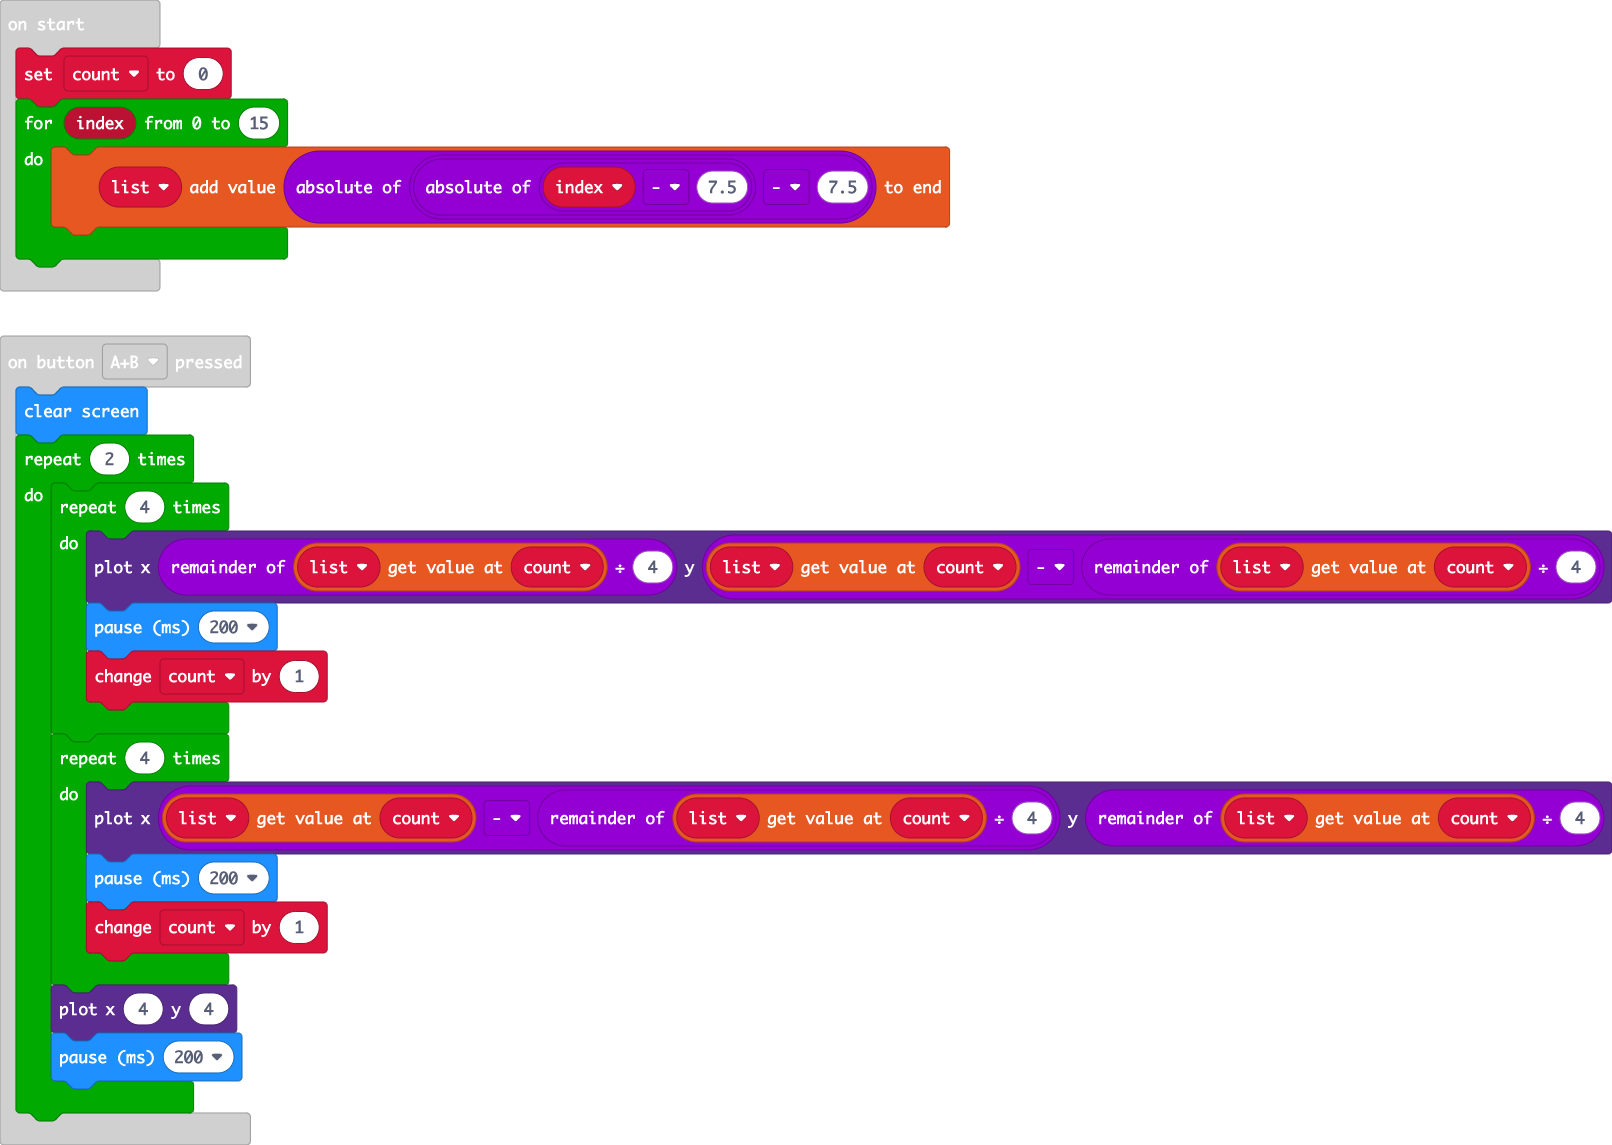 on start
set count to 0
for index from 0 to 15
do
list add value absolute of absolute of index - 7.5 - 7.5 to end
on button A+B pressed
clear screen
repeat 2 times
do
repeat 4 times
do
plot x remainder of list get value at count ÷ 4 y list get value at count - remainder of list get value at count ÷ 4
pause (ms) 200
change count by 1
repeat 4 times
do
plot x list get value at count - remainder of list get value at count ÷ 4 y remainder of list get value at count ÷ 4
pause (ms) 200
change count by 1
plot x 4 y 4
pause (ms) 200